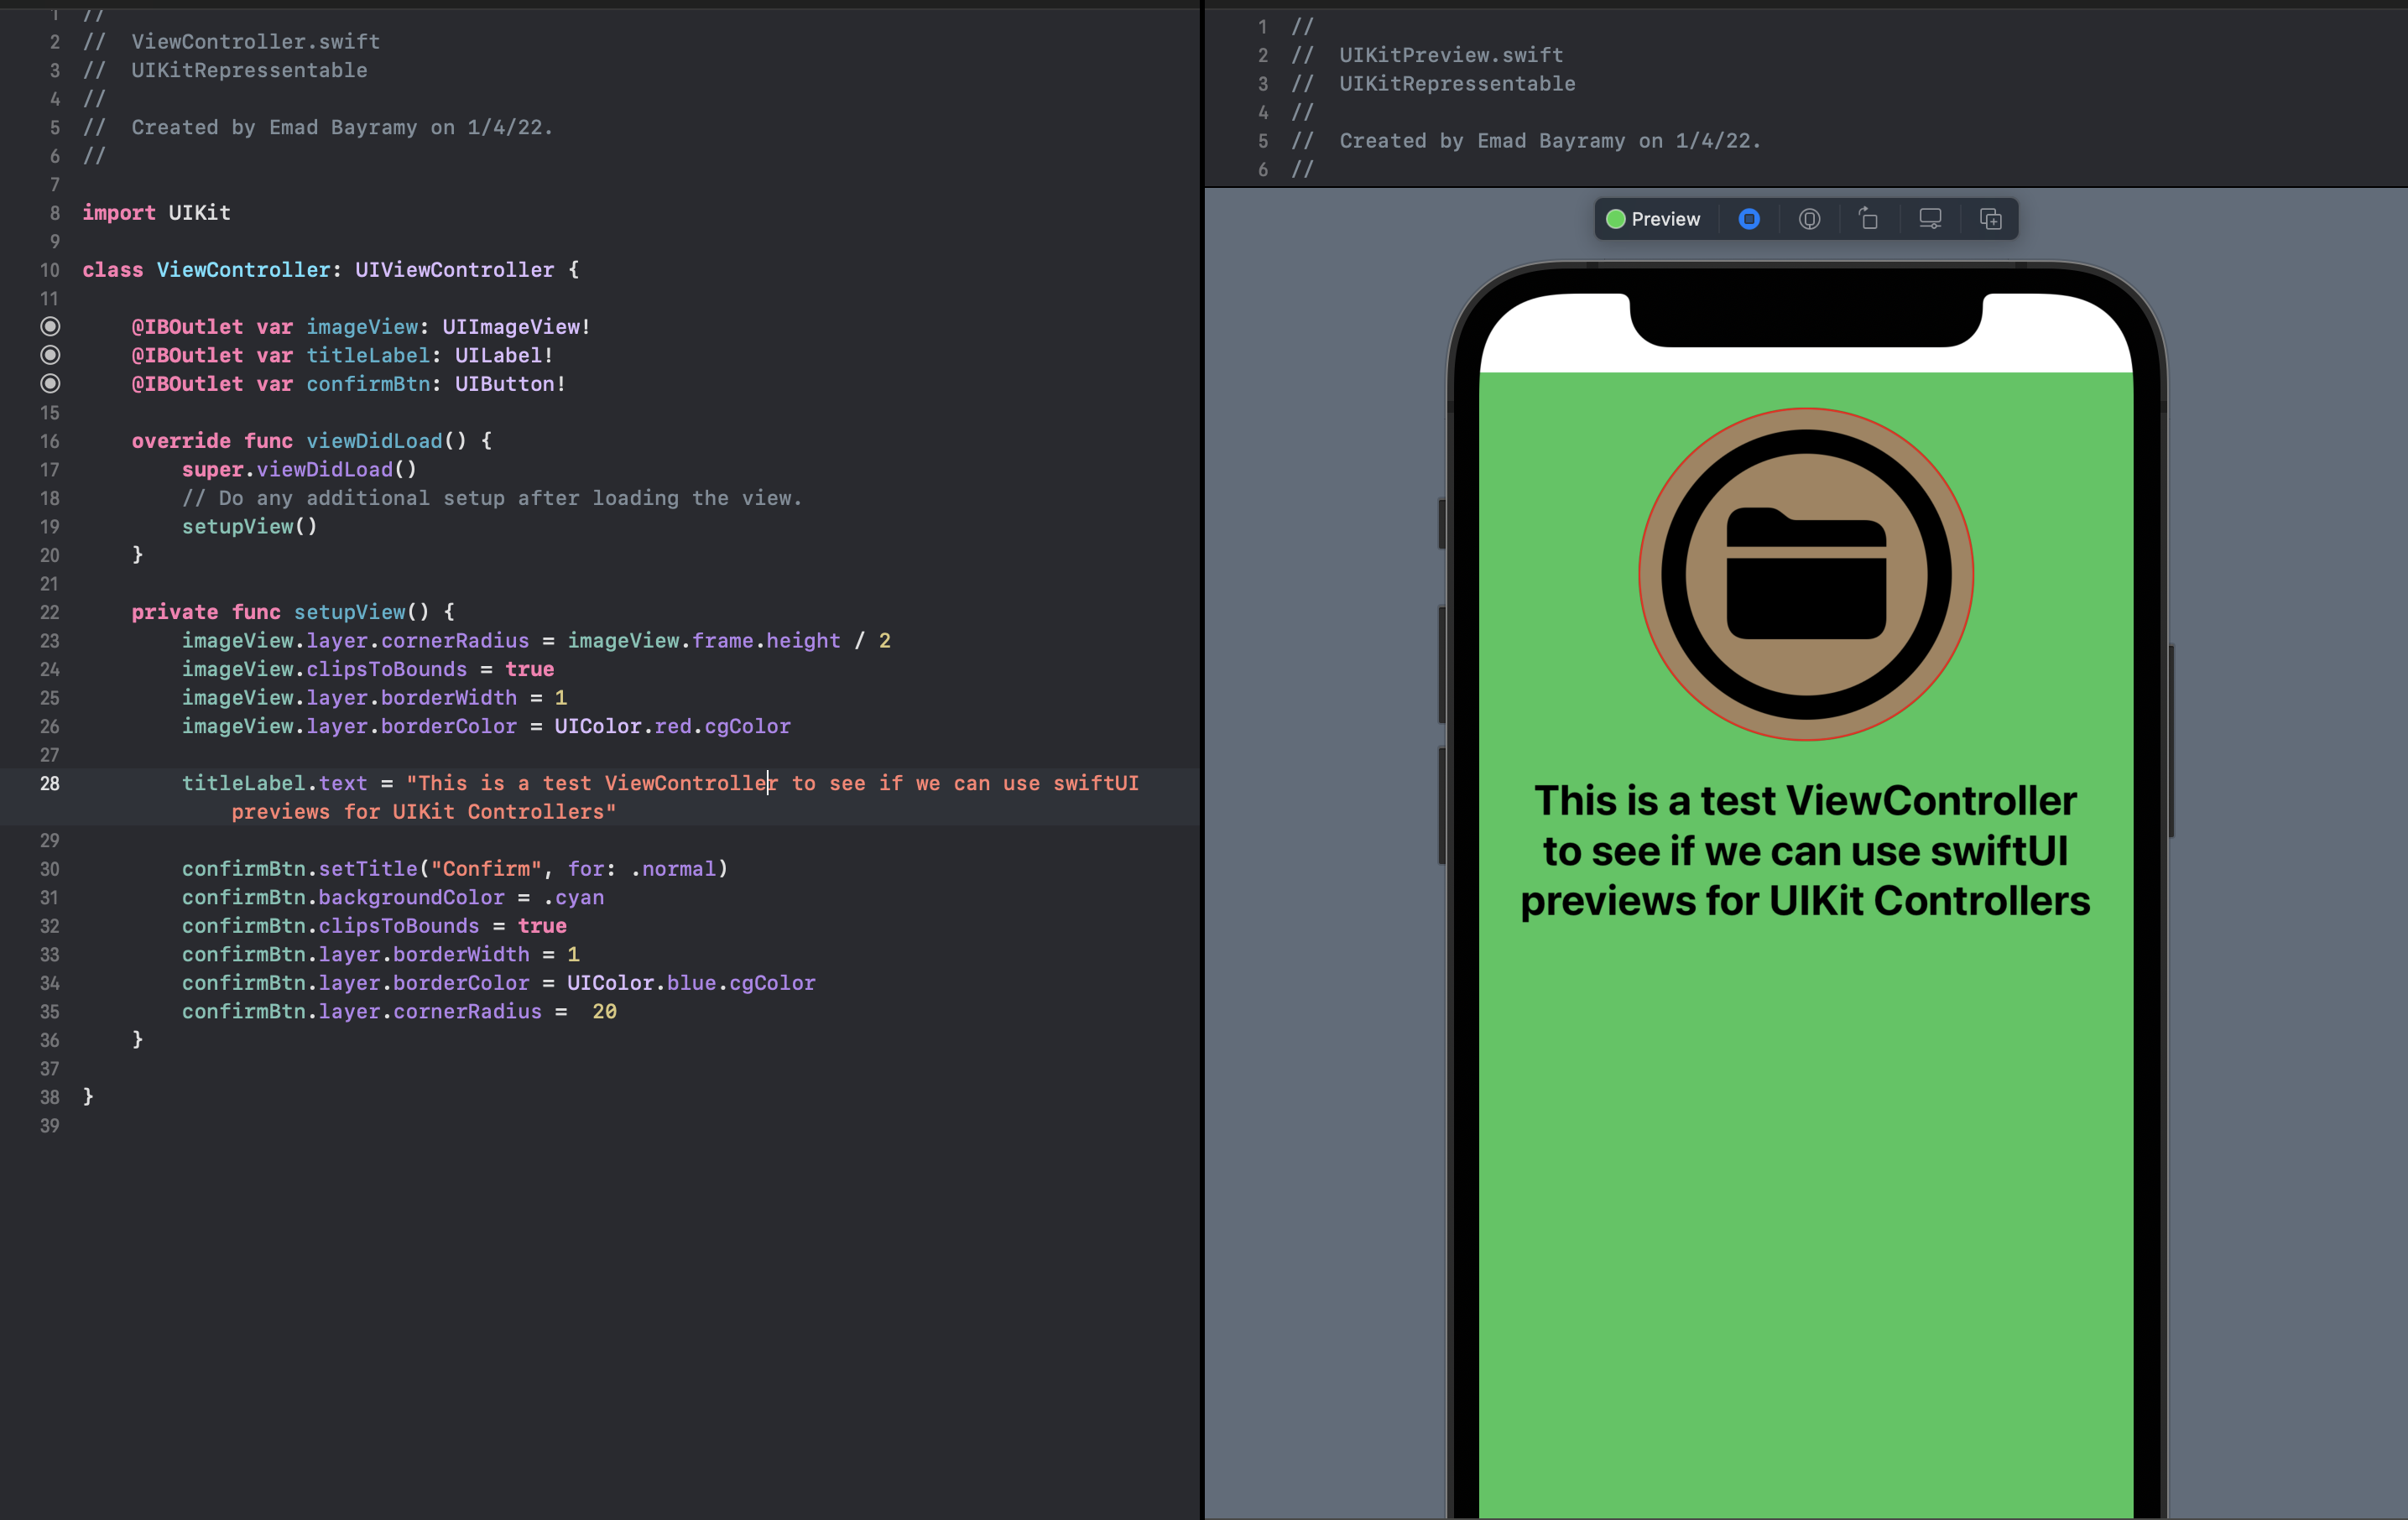 1 //
2 //  ViewController.swift
3 //  UIKitRepressentable
4 //
5 //  Created by Emad Bayramy on 1/4/22.
6 //
7
8 import UIKit
9
10 class ViewController: UIViewController {
11
@IBOutlet var imageView: UIImageView!
@IBOutlet var titleLabel: UILabel!
@IBOutlet var confirmBtn: UIButton!
15
16     override func viewDidLoad() {
17         super.viewDidLoad()
18         // Do any additional setup after loading the view.
19         setupView()
20     }
21
22     private func setupView() {
23         imageView.layer.cornerRadius = imageView.frame.height / 2
24         imageView.clipsToBounds = true
25         imageView.layer.borderWidth = 1
26         imageView.layer.borderColor = UIColor.red.cgColor
27
28         titleLabel.text = "This is a test ViewController to see if we can use swiftUI
previews for UIKit Controllers"
29
30         confirmBtn.setTitle("Confirm", for: .normal)
31         confirmBtn.backgroundColor = .cyan
32         confirmBtn.clipsToBounds = true
33         confirmBtn.layer.borderWidth = 1
34         confirmBtn.layer.borderColor = UIColor.blue.cgColor
35         confirmBtn.layer.cornerRadius =  20
36     }
37
38 }
39
1 //
2 //  UIKitPreview.swift
3 //  UIKitRepressentable
4 //
5 //  Created by Emad Bayramy on 1/4/22.
6 //
Preview
This is a test ViewController
to see if we can use swiftUI
previews for UIKit Controllers